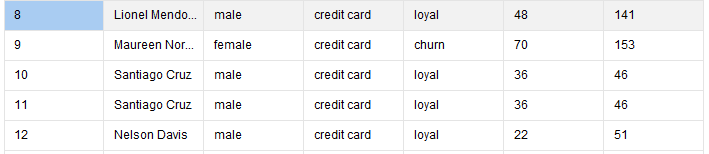 8 Lionel Mendo... male credit card loyal 48 141
9 Maureen Nor... female credit card churn 70 153
10 Santiago Cruz male credit card loyal 36 46
11 Santiago Cruz male credit card loyal 36 46
12 Nelson Davis male credit card loyal 22 51